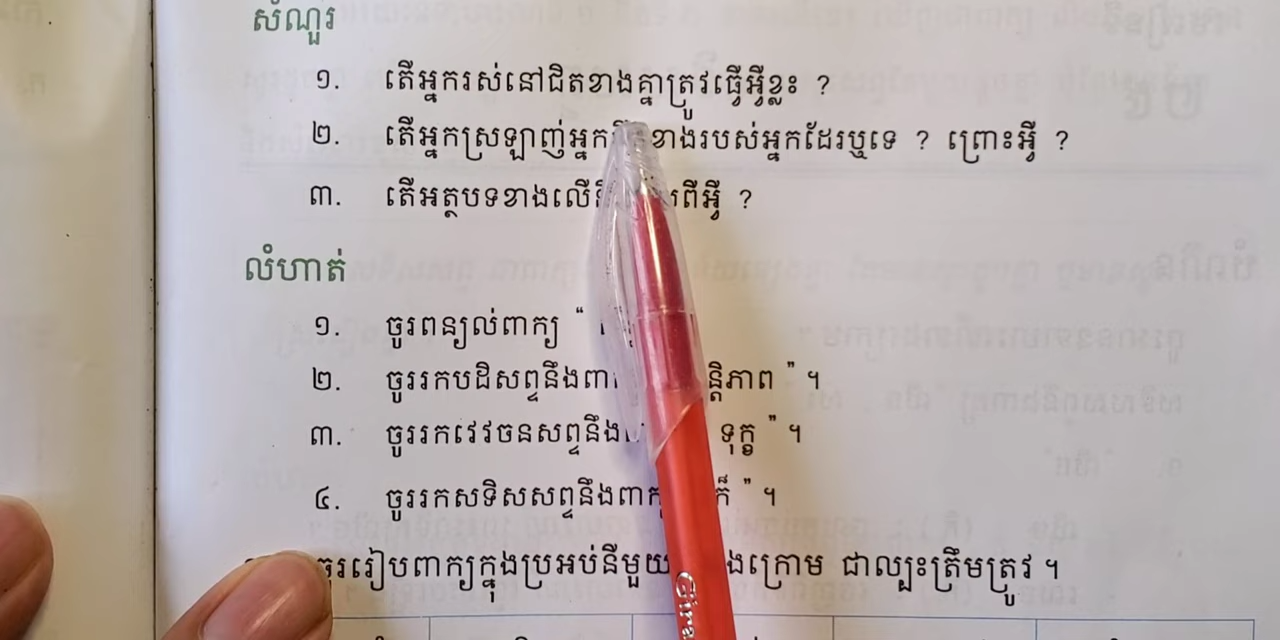 សំណួរ
១. តើអ្នករស់នៅជិតខាងគ្នាត្រូវធ្វើអ្វីខ្លះ ?
២. តើអ្នកស្រឡាញ់អ្នក ខាងរបស់អ្នកដែរឬទេ ? ព្រោះអ្វី ?
៣. តើអត្ថបទខាងលើ ពីអ្វី ?
លំហាត់
១. ចូរពន្យល់ពាក្យ "
២. ចូររកបដិសព្ទនឹង ន្តិភាព " ។
៣. ចូររកវេវចនសព្ទនឹង ទុក្ខ " ។
៤. ចូររកសទិសសព្ទនឹងពាក្យ " ។
ចូររៀបពាក្យក្នុងប្រអប់នីមួយ ងក្រោម ជាល្បះត្រឹមត្រូវ ។